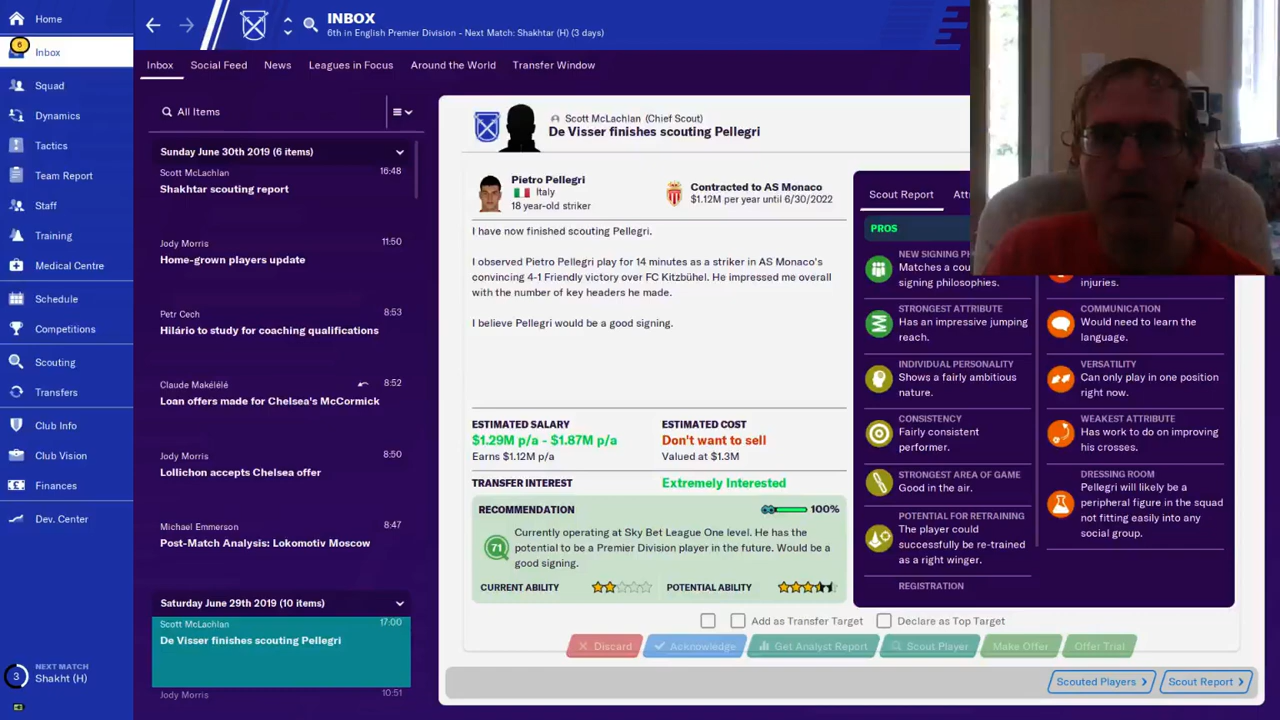 Home
6
Inbox
Squad
Dynamics
Tactics
Team Report
Staff
Training
Medical Centre
Schedule
Competitions
Scouting
Transfers
Club Info
Club Vision
Finances
Dev. Center
NEXT MATCH
3
Shakht (H)
INBOX
6th in English Premier Division - Next Match: Shakhtar (H) (3 days)
Inbox
Social Feed
News
Leagues in Focus
Around the World
Transfer Window
All Items
Sunday June 30th 2019 (6 items)
Scott McLachlan 16:48
Shakhtar scouting report
Jody Morris 11:50
Home-grown players update
Petr Cech 8:53
Hilário to study for coaching qualifications
Claude Makélélé 8:52
Loan offers made for Chelsea's McCormick
Jody Morris 8:50
Lollichon accepts Chelsea offer
Michael Emmerson 8:47
Post-Match Analysis: Lokomotiv Moscow
Saturday June 29th 2019 (10 items)
Scott McLachlan 17:00
De Visser finishes scouting Pellegri
Jody Morris 10:51
Scott McLachlan (Chief Scout)
De Visser finishes scouting Pellegri
Pietro Pellegri
Italy
18 year-old striker
Contracted to AS Monaco
$1.12M per year until 6/30/2022
I have now finished scouting Pellegri.
I observed Pietro Pellegri play for 14 minutes as a striker in AS Monaco's
convincing 4-1 Friendly victory over FC Kitzbühel. He impressed me overall
with the number of key headers he made.
I believe Pellegri would be a good signing.
ESTIMATED SALARY
$1.29M p/a - $1.87M p/a
Earns $1.12M p/a
ESTIMATED COST
Don't want to sell
Valued at $1.3M
TRANSFER INTEREST
Extremely Interested
RECOMMENDATION
100%
71
Currently operating at Sky Bet League One level. He has the
potential to be a Premier Division player in the future. Would be a
good signing.
CURRENT ABILITY
POTENTIAL ABILITY
Scout Report
PROS
Matches a cou
signing philosophies.
STRONGEST ATTRIBUTE
Has an impressive jumping
reach.
INDIVIDUAL PERSONALITY
Shows a fairly ambitious
nature.
CONSISTENCY
Fairly consistent
performer.
STRONGEST AREA OF GAME
Good in the air.
POTENTIAL FOR RETRAINING
The player could
successfully be re-trained
as a right winger.
REGISTRATION
injuries.
COMMUNICATION
Would need to learn the
language.
VERSATILITY
Can only play in one position
right now.
WEAKEST ATTRIBUTE
Has work to do on improving
his crosses.
DRESSING ROOM
Pellegri will likely be a
peripheral figure in the squad
not fitting easily into any
social group.
Add as Transfer Target
Declare as Top Target
Discard
Acknowledge
Get Analyst Report
Scout Player
Make Offer
Offer Trial
Scouted Players
Scout Report